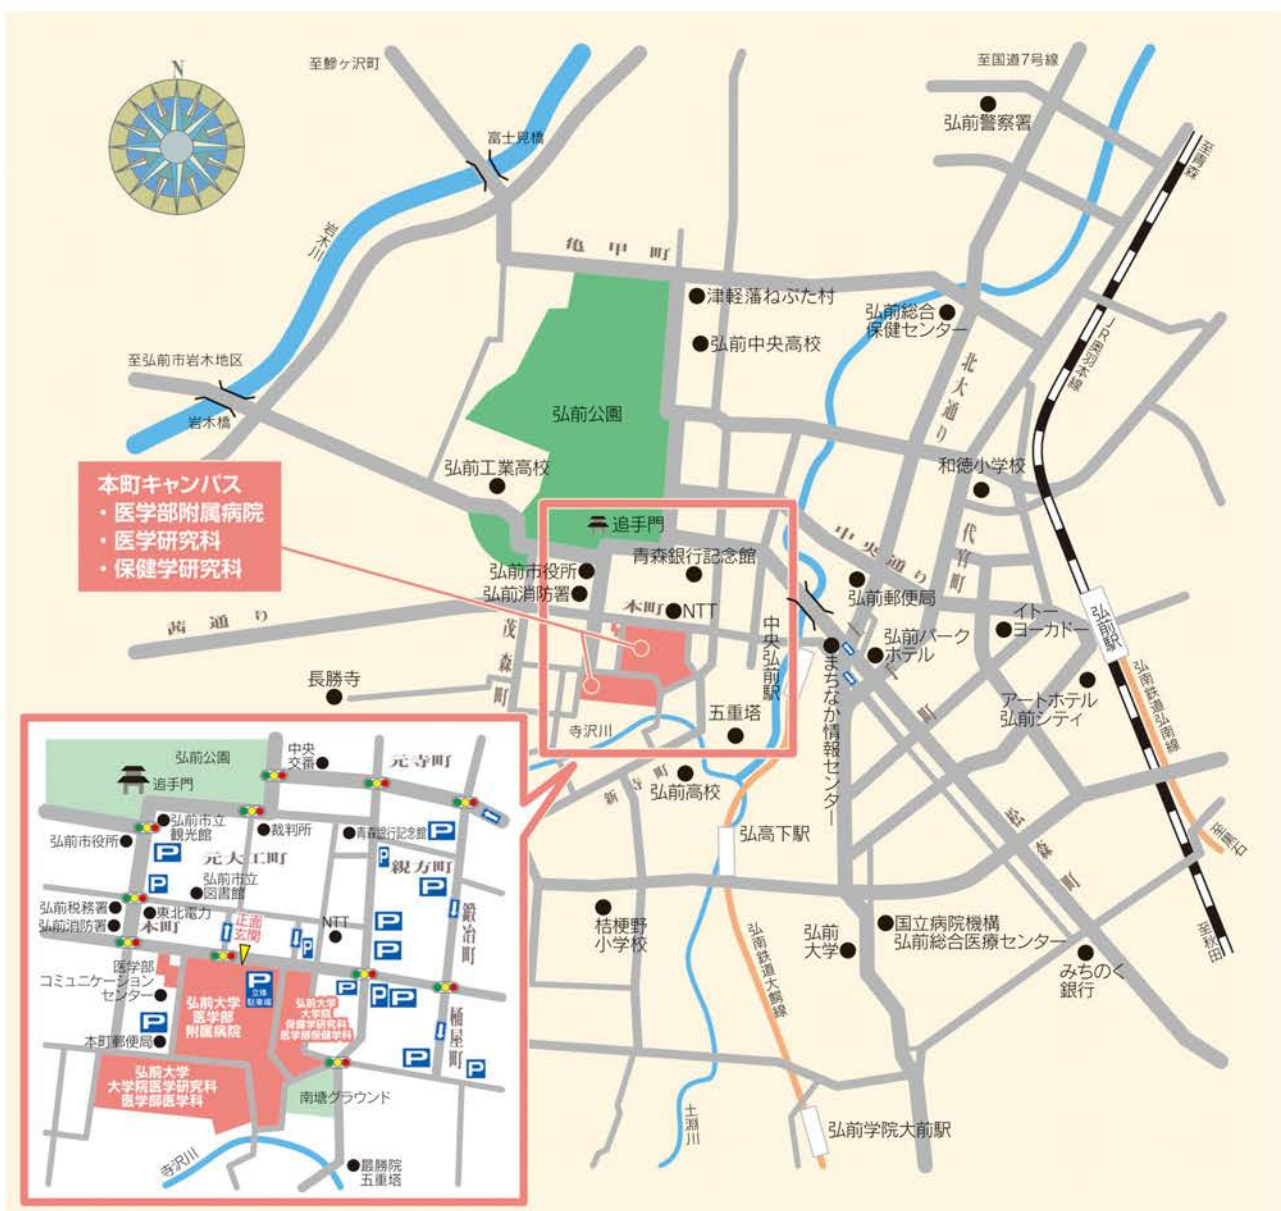 N
至鰺ヶ沢町
富士見橋
岩木川
至国道7号線
弘前警察署
至青森
亀甲町
津軽藩ねぷた村
弘前総合
保健センター
弘前中央高校
JR奥羽本線
至弘前市岩木地区
岩木橋
北大通り
弘前公園
弘前工業高校
和徳小学校
本町キャンパス
・医学部附属病院
・医学研究科
・保健学研究科
追手門
中央通り
代官町
青森銀行記念館
弘前市役所
弘前消防署
弘前郵便局
本町
NTT
茜通り
茂森町
中央弘前駅
土手町
弘前パーク
ホテル
イトー
ヨーカドー
弘前駅
まちなか情報センター
長勝寺
アートホテル
弘前シティ
弘南鉄道弘南線
五重塔
寺沢川
新寺町
弘前高校
弘高下駅
松森町
至黒石
桔梗野
小学校
弘南鉄道大鰐線
弘前
大学
国立病院機構
弘前総合医療センター
みちのく
銀行
至秋田
土淵川
弘前学院大前駅
弘前公園
追手門
中央
交番
元寺町
弘前市役所
弘前市立
観光館
裁判所
青森銀行記念館
P
P
P
P
元大工町
親方町
P
弘前市立
図書館
弘前税務署
東北電力
弘前消防署
本町
正面
玄関
NTT
P
P
鍛冶町
医学部
コミュニケーション
センター
弘前大学
医学部
附属病院
P
立体
駐車場
弘前大学
大学院
保健学研究科
医学部保健学科
P
P
P
P
本町郵便局
桶屋町
P
P
弘前大学
大学院医学研究科
医学部医学科
南塘グラウンド
寺沢川
最勝院
五重塔